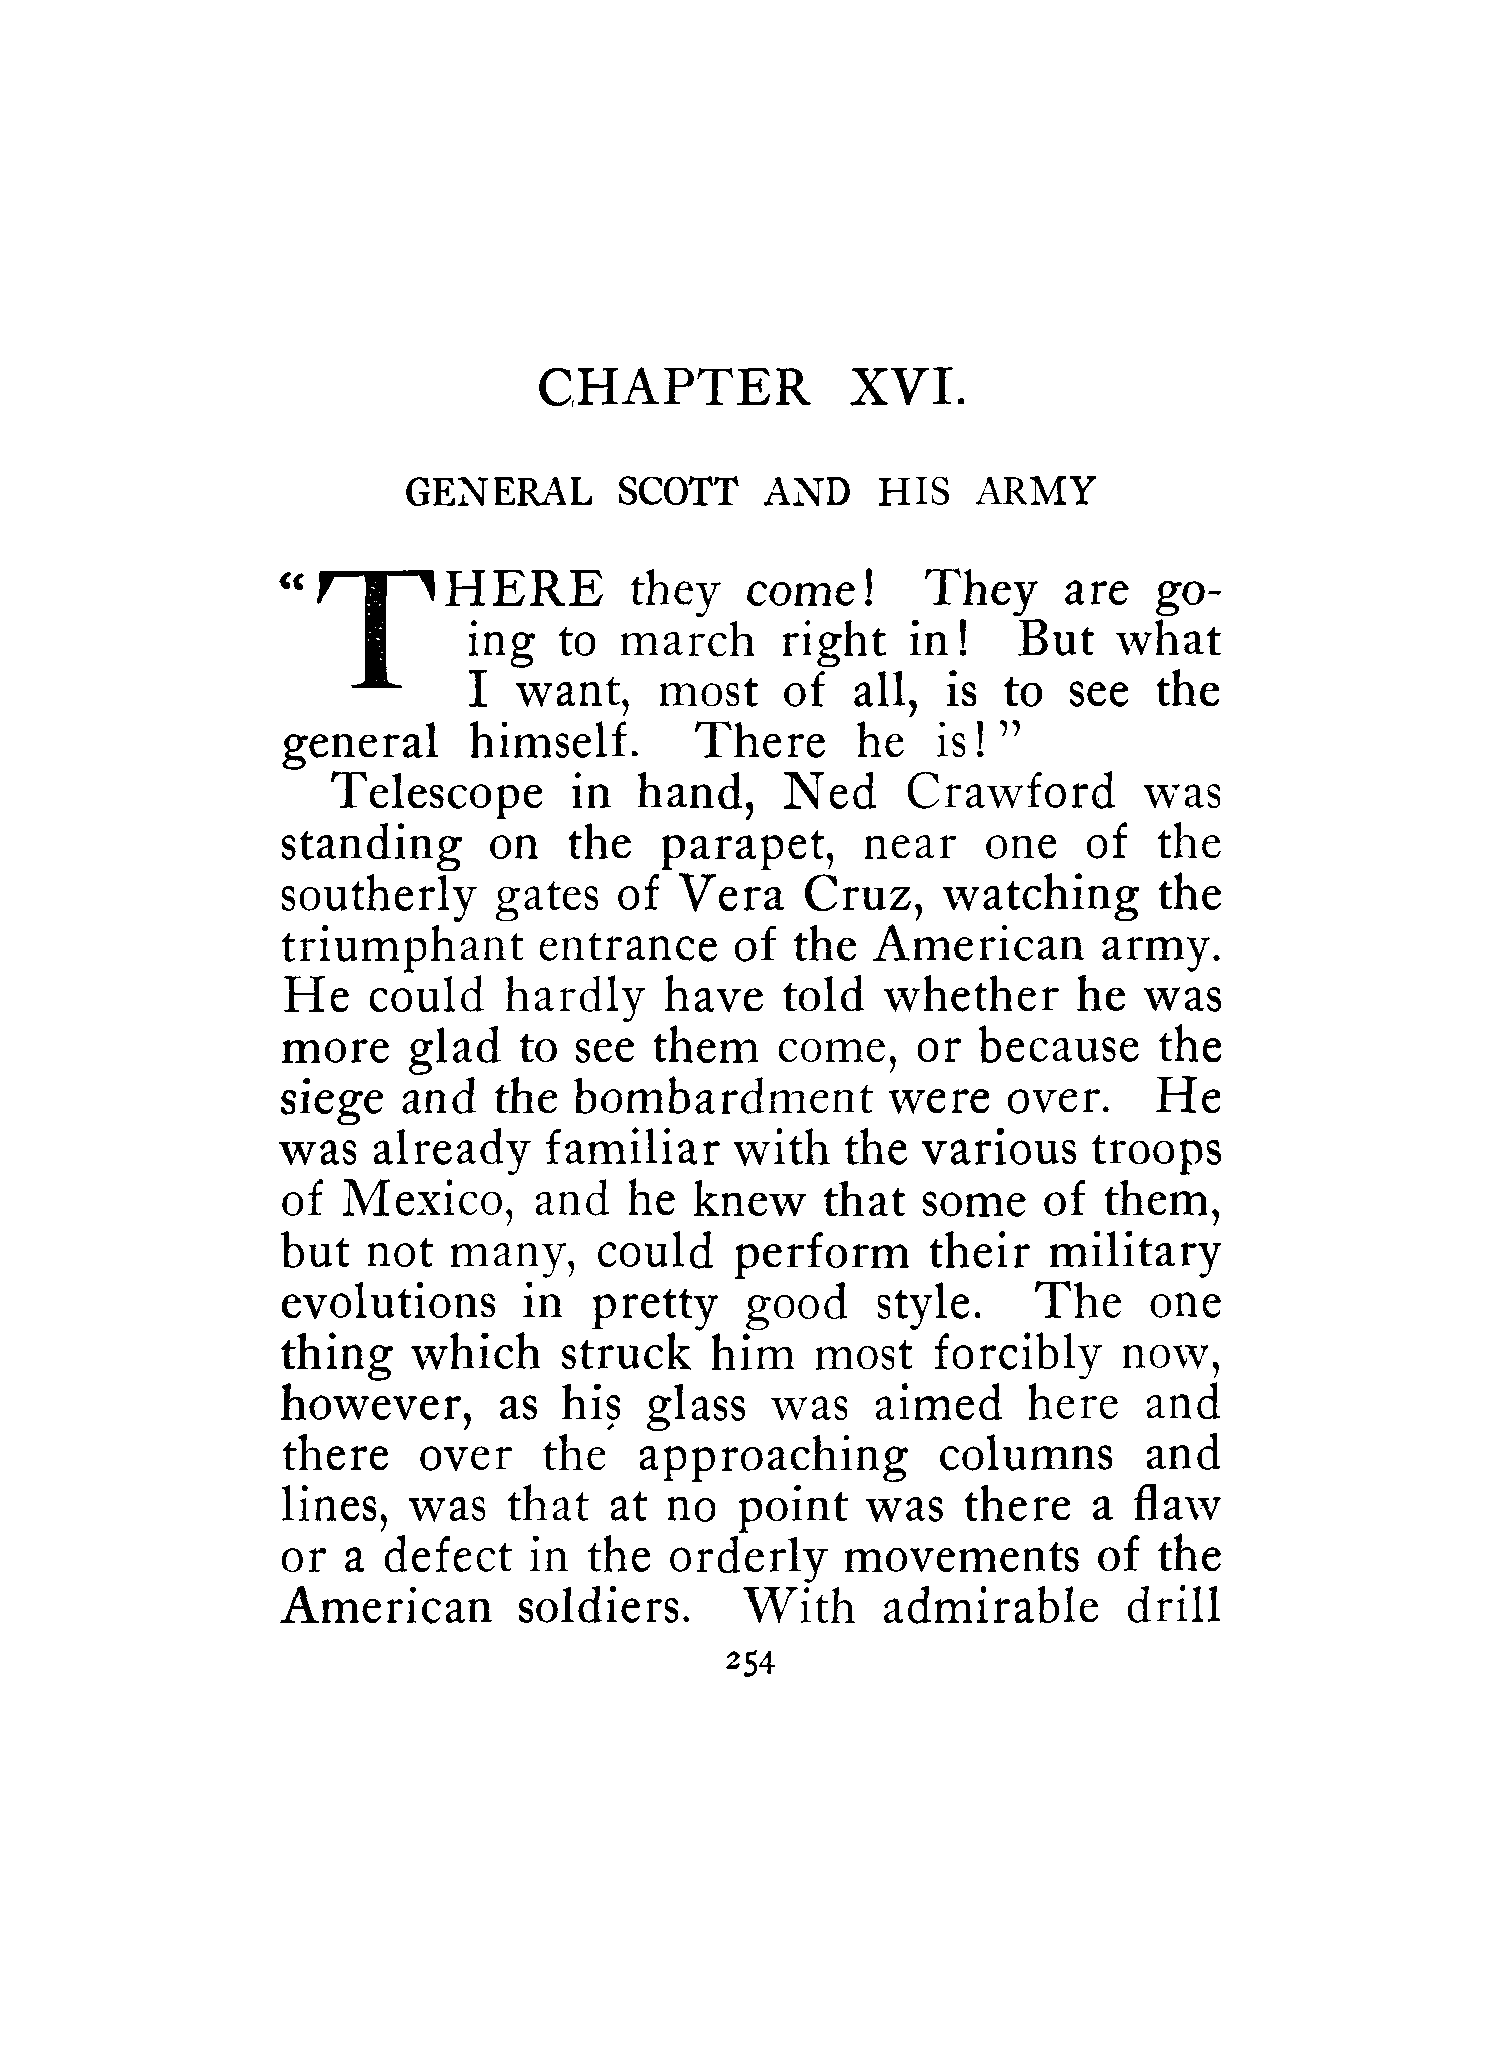 CHAPTER XVI.
GENERAL SCOTT AND HIS ARMY
“THERE they come! They are go-
ing to march right in! But what
I want, most of all, is to see the
general himself. There he is!”
Telescope in hand, Ned Crawford was
standing on the parapet, near one of the
southerly gates of Vera Cruz, watching the
triumphant entrance of the American army.
He could hardly have told whether he was
more glad to see them come, or because the
siege and the bombardment were over. He
was already familiar with the various troops
of Mexico, and he knew that some of them,
but not many, could perform their military
evolutions in pretty good style. The one
thing which struck him most forcibly now,
however, as his glass was aimed here and
there over the approaching columns and
lines, was that at no point was there a flaw
or a defect in the orderly movements of the
American soldiers. With admirable drill
254